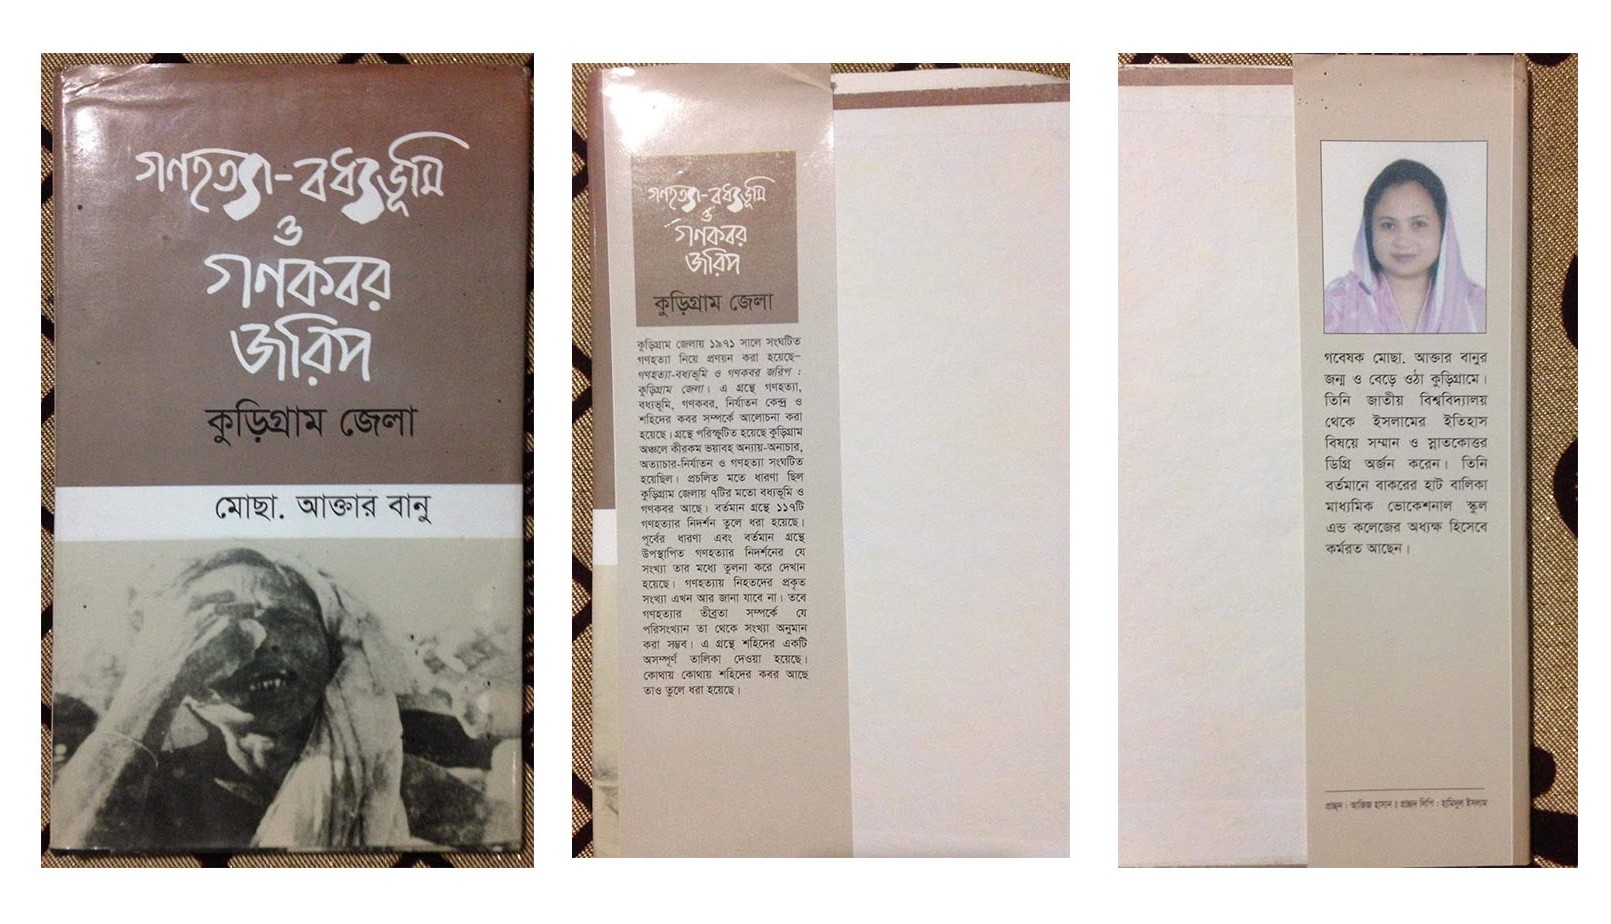 গণহত্যা-বধ্যভূমি
ও
গণকবর
জরিপ
কুড়িগ্রাম জেলা
মোছা. আক্তার বানু
গণহত্যা-বধ্যভূমি
ও
গণকবর
জরিপ
কুড়িগ্রাম জেলা
কুড়িগ্রাম জেলায় ১৯৭১ সালে সংঘটিত
গণহত্যা নিয়ে প্রণয়ন করা হয়েছে–
গণহত্যা-বধ্যভূমি ও গণকবর জরিপ :
কুড়িগ্রাম জেলা। এ গ্রন্থে গণহত্যা,
বধ্যভূমি, গণকবর, নির্যাতন কেন্দ্র ও
শহিদের কবর সম্পর্কে আলোচনা করা
হয়েছে। গ্রন্থে পরিস্ফুটিত হয়েছে কুড়িগ্রাম
অঞ্চলে কীরকম ভয়াবহ অন্যায়-অনাচার,
অত্যাচার-নির্যাতন ও গণহত্যা সংঘটিত
হয়েছিল। প্রচলিত মতে ধারণা ছিল
কুড়িগ্রাম জেলায় ৭টির মতো বধ্যভূমি ও
গণকবর আছে। বর্তমান গ্রন্থে ১১৭টি
গণহত্যার নিদর্শন তুলে ধরা হয়েছে।
পূর্বের ধারণা এবং বর্তমান গ্রন্থে
উপস্থাপিত গণহত্যার নিদর্শনের যে
সংখ্যা তার মধ্যে তুলনা করে দেখান
হয়েছে। গণহত্যায় নিহতদের প্রকৃত
সংখ্যা এখন আর জানা যাবে না। তবে
গণহত্যার তীব্রতা সম্পর্কে যে
পরিসংখ্যান তা থেকে সংখ্যা অনুমান
করা সম্ভব। এ গ্রন্থে শহিদের একটি
অসম্পূর্ণ তালিকা দেওয়া হয়েছে।
কোথায় কোথায় শহিদের কবর আছে
তাও তুলে ধরা হয়েছে।
গবেষক মোছা. আক্তার বানুর
জন্ম ও বেড়ে ওঠা কুড়িগ্রামে।
তিনি জাতীয় বিশ্ববিদ্যালয়
থেকে ইসলামের ইতিহাস
বিষয়ে সম্মান ও স্নাতকোত্তর
ডিগ্রি অর্জন করেন। তিনি
বর্তমানে বাকরের হাট বালিকা
মাধ্যমিক ভোকেশনাল স্কুল
এন্ড কলেজের অধ্যক্ষ হিসেবে
কর্মরত আছেন।
প্রচ্ছদ : আজিজ হাসান ॥ প্রচ্ছদ লিপি : হামিদুল ইসলাম